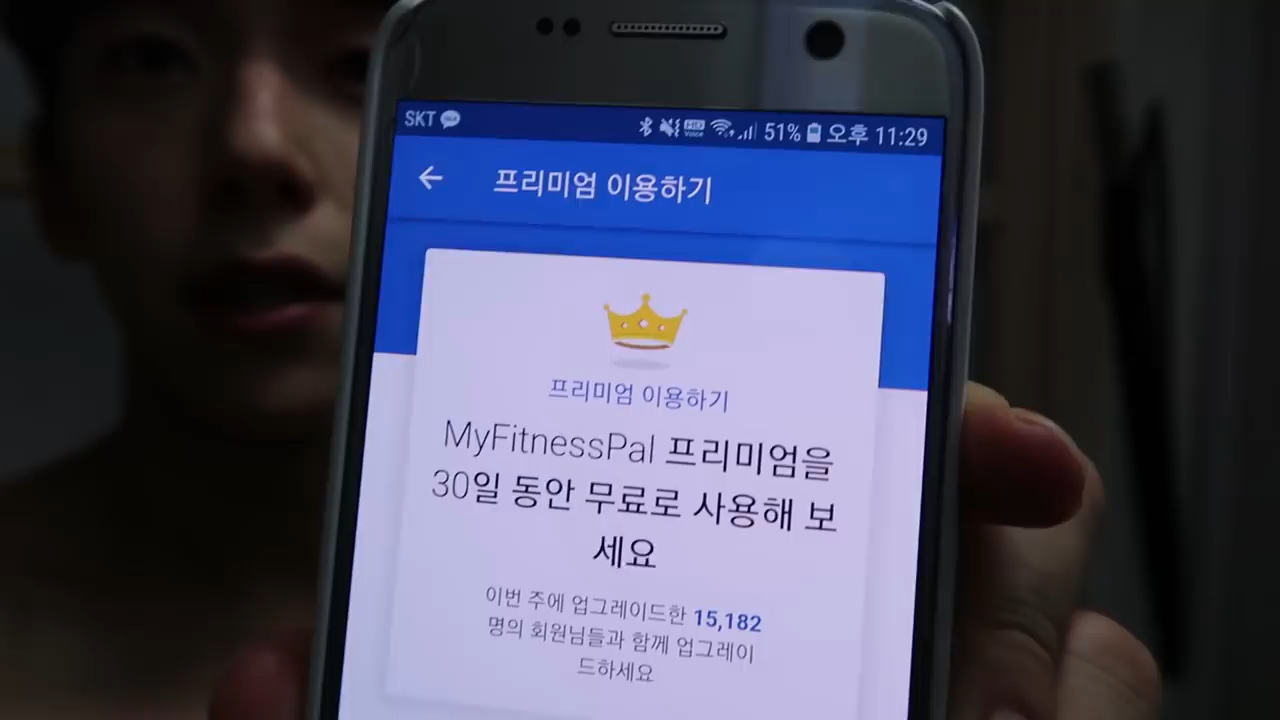 SKT
51% 오후 11:29
프리미엄 이용하기
프리미엄 이용하기
MyFitnessPal 프리미엄을
30일 동안 무료로 사용해 보
세요
이번 주에 업그레이드한 15,182
명의 회원님들과 함께 업그레이
드하세요